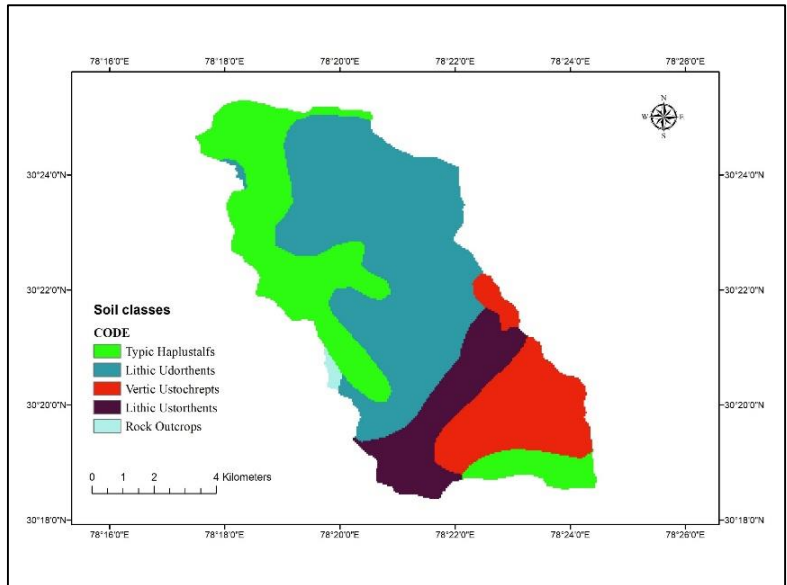 78°16'0"E 78°18'0"E 78°20'0"E 78°22'0"E 78°24'0"E 78°26'0"E
N
W E
S
30°24'0"N 30°24'0"N
30°22'0"N 30°22'0"N
Soil classes
CODE
Typic Haplustalfs
Lithic Udorthents
Vertic Ustochrepts
Lithic Ustorthents
Rock Outcrops
30°20'0"N 30°20'0"N
0 1 2 4 Kilometers
30°18'0"N 30°18'0"N
78°16'0"E 78°18'0"E 78°20'0"E 78°22'0"E 78°24'0"E 78°26'0"E